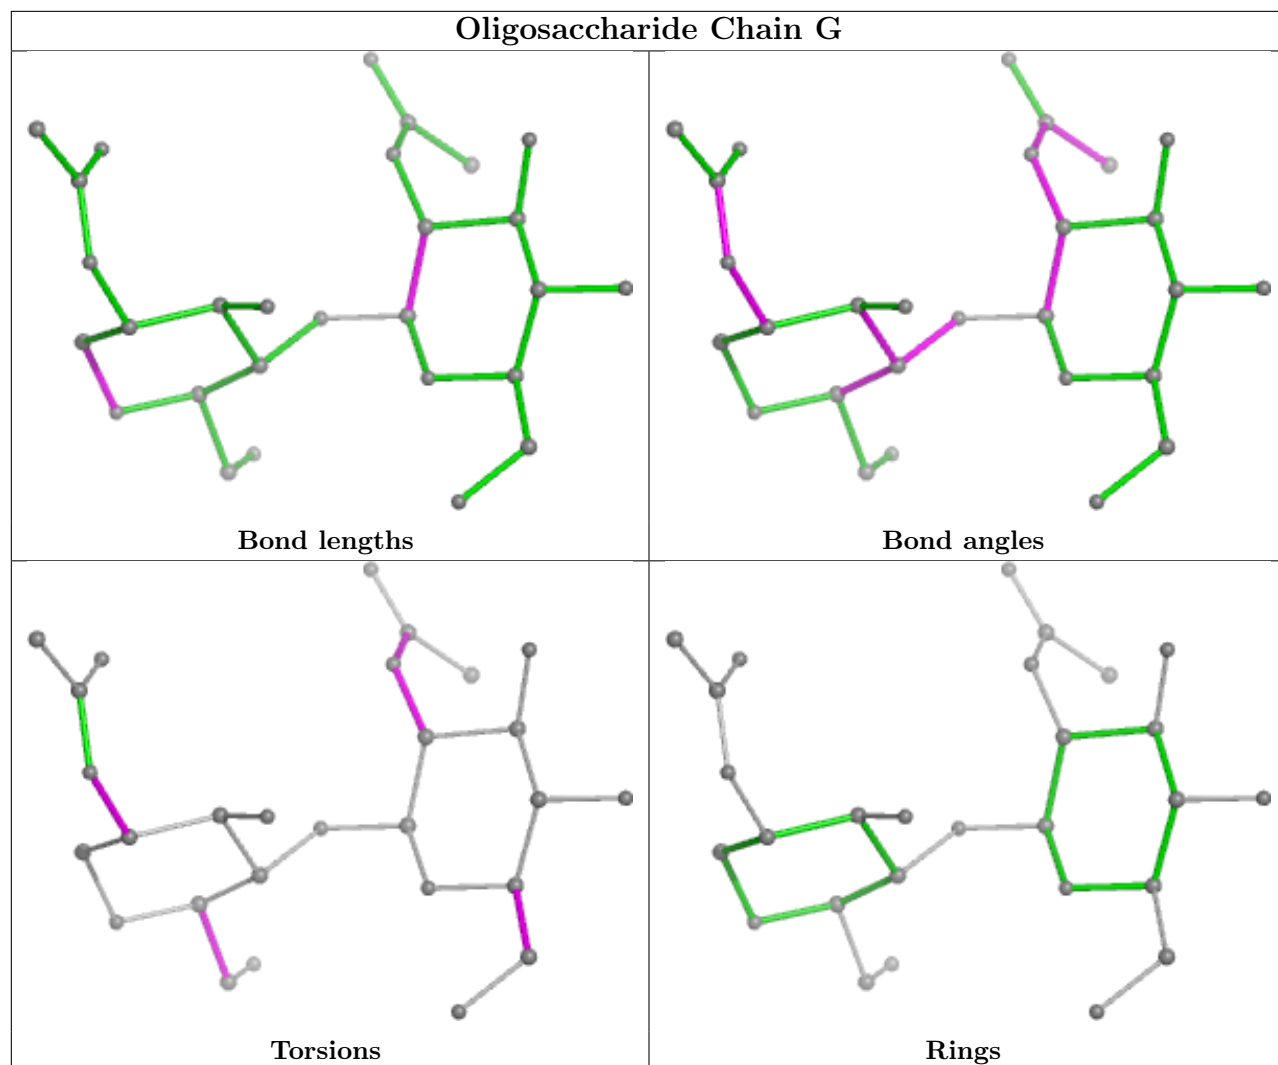 Oligosaccharide Chain G
Bond lengths
Bond angles
Torsions
Rings